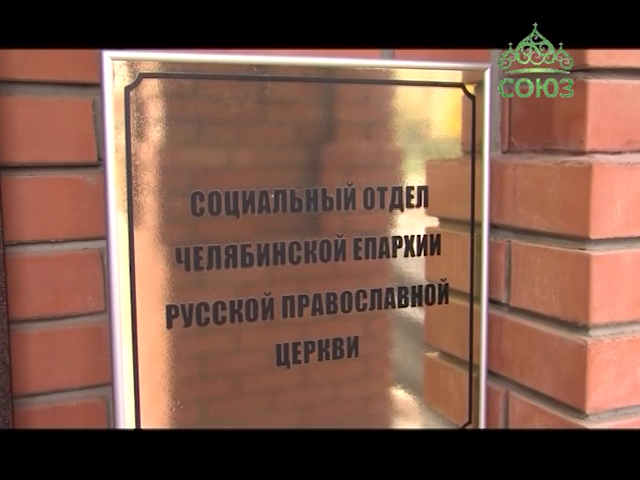 СОЮЗ
СОЦИАЛЬНЫЙ ОТДЕЛ
ЧЕЛЯБИНСКОЙ ЕПАРХИИ
РУССКОЙ ПРАВОСЛАВНОЙ
ЦЕРКВИ